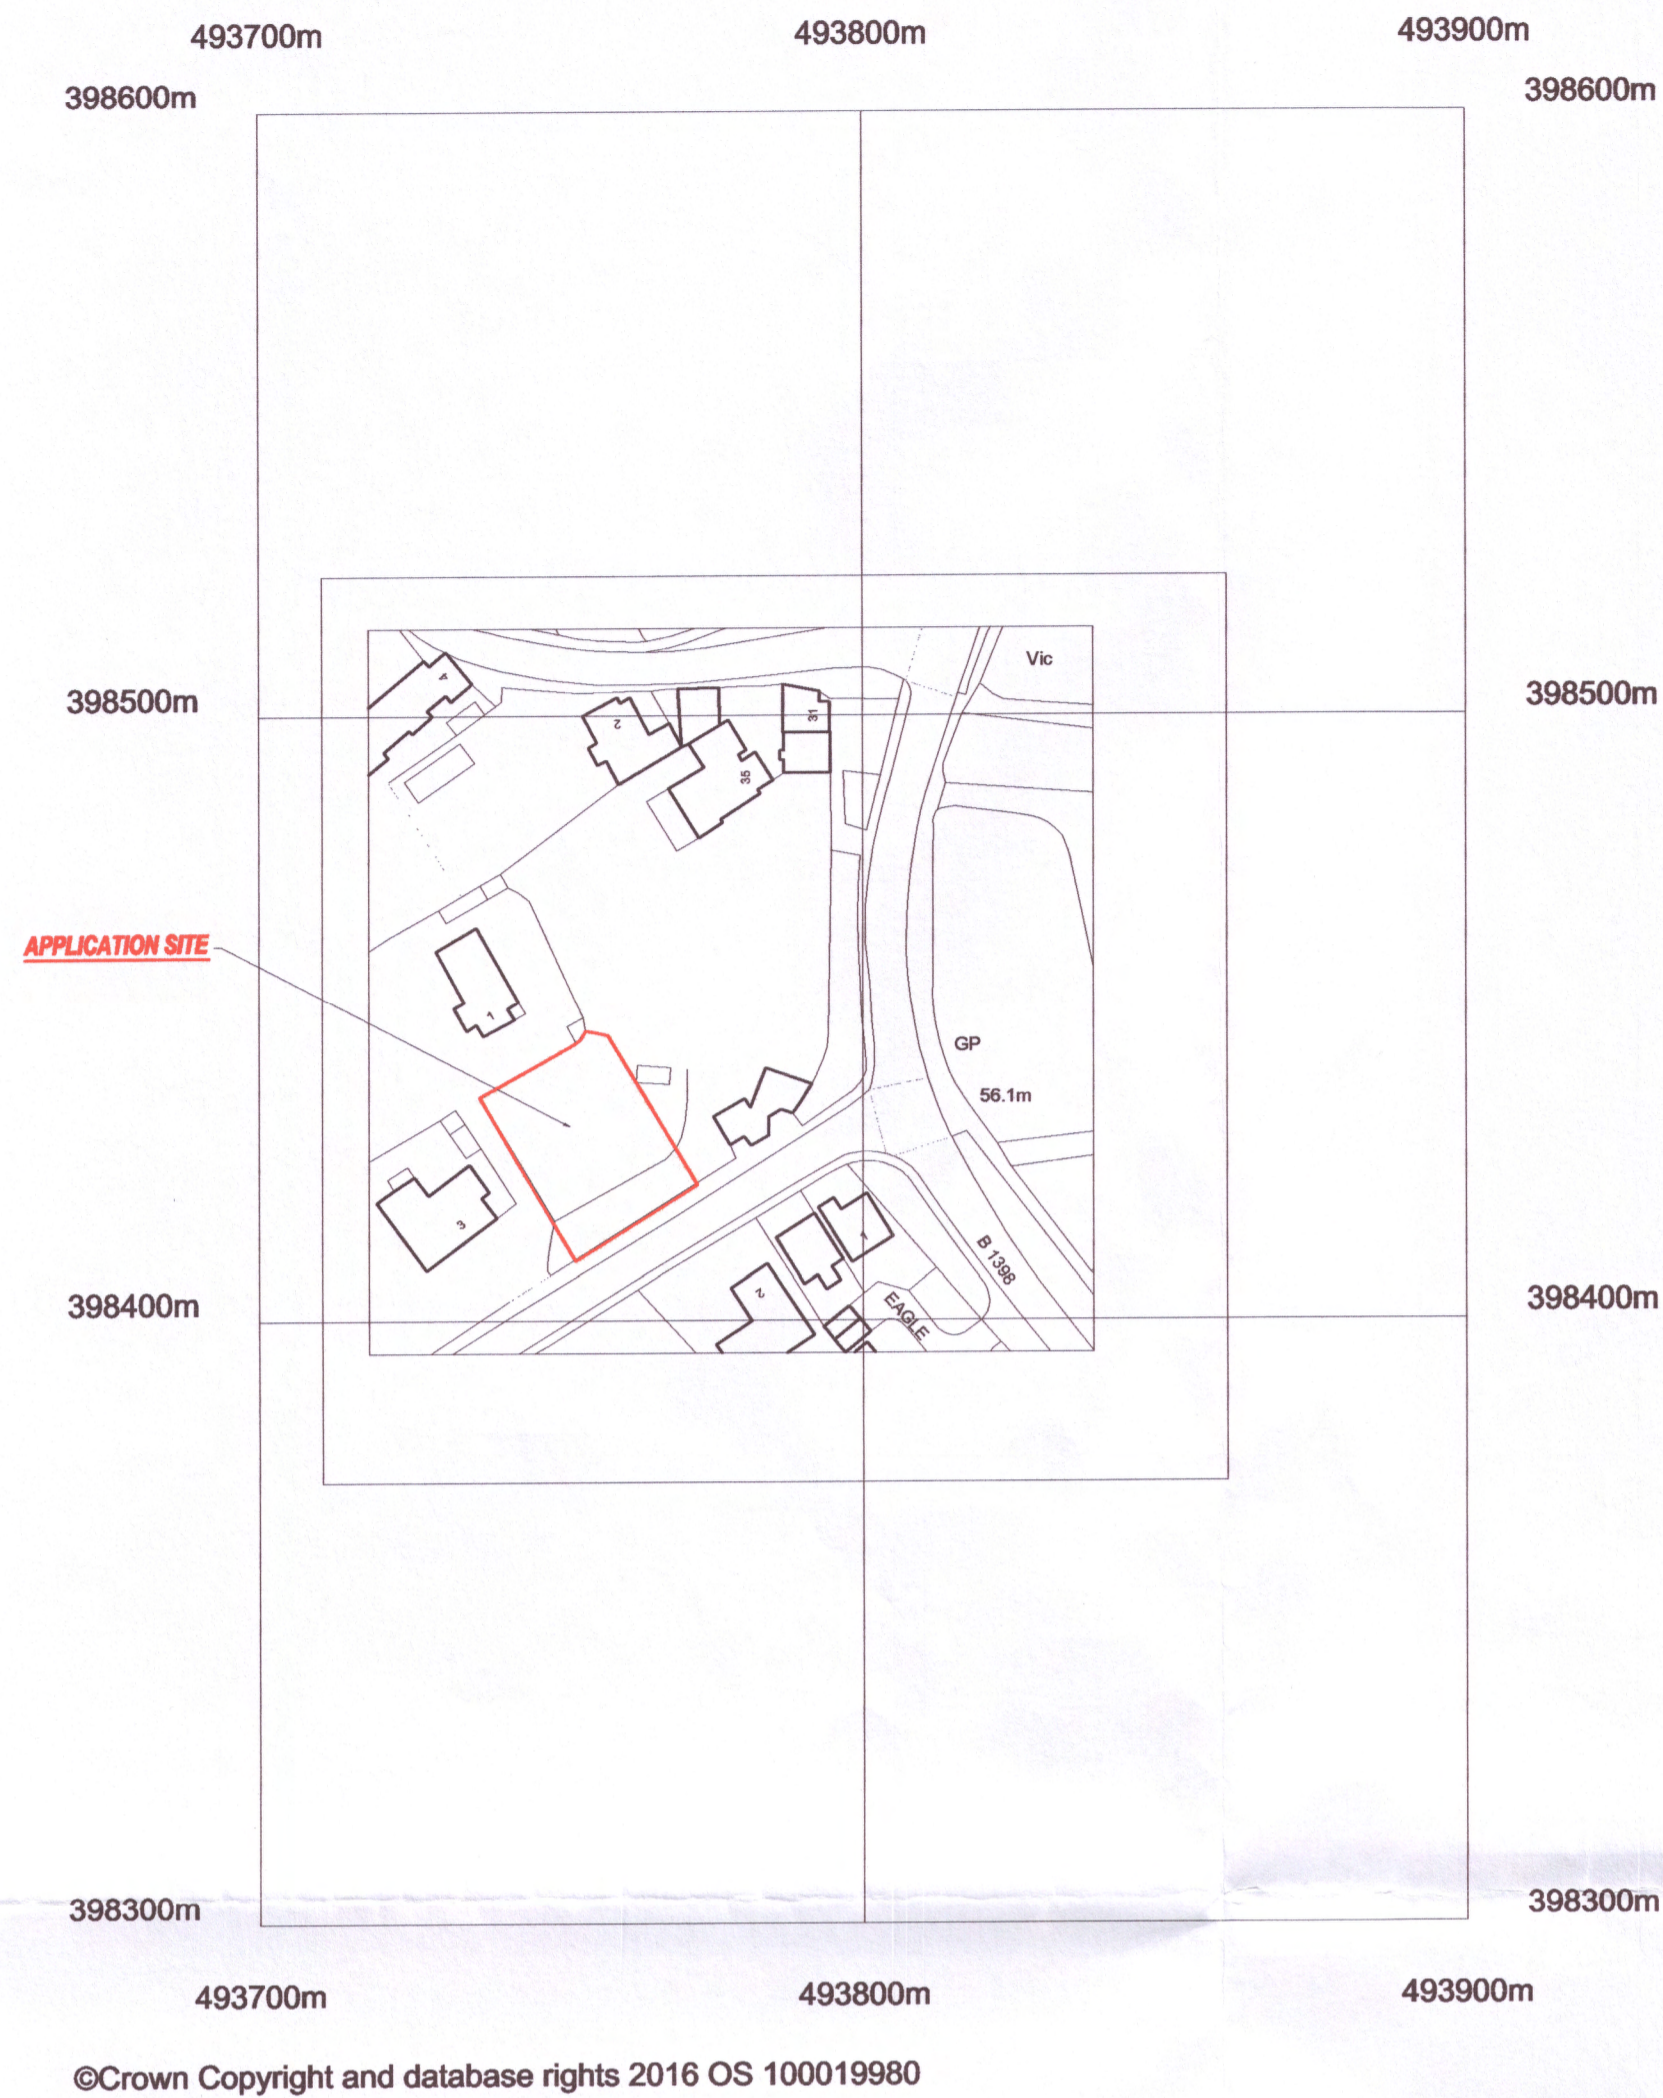 493700m 493800m 493900m
398600m 398600m
Vic
4
398500m 398500m
2 31
35
APPLICATION SITE
1
GP
56.1m
3
1
B 1398
2
EAGLE
398400m 398400m
398300m 398300m
493700m 493800m 493900m
©Crown Copyright and database rights 2016 OS 100019980